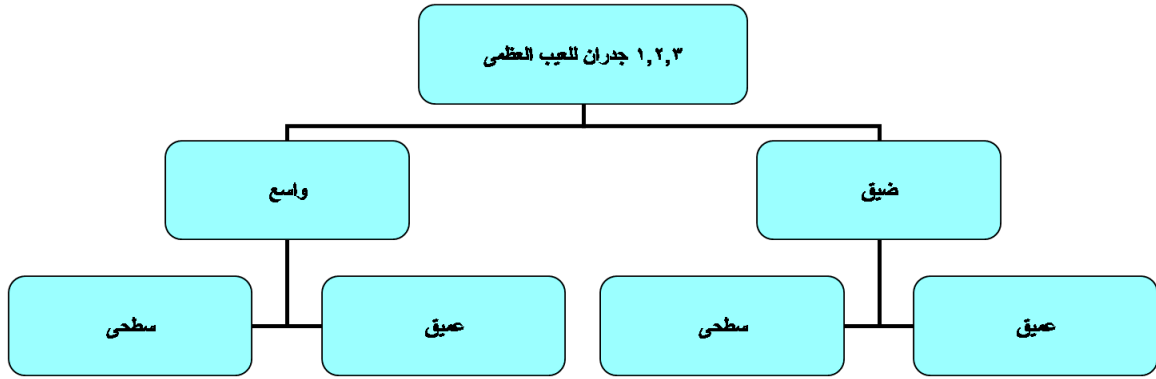 ١,٢,٣ جدران للعيب العظمى
ضيق
واسع
عميق
سطحى
عميق
سطحى